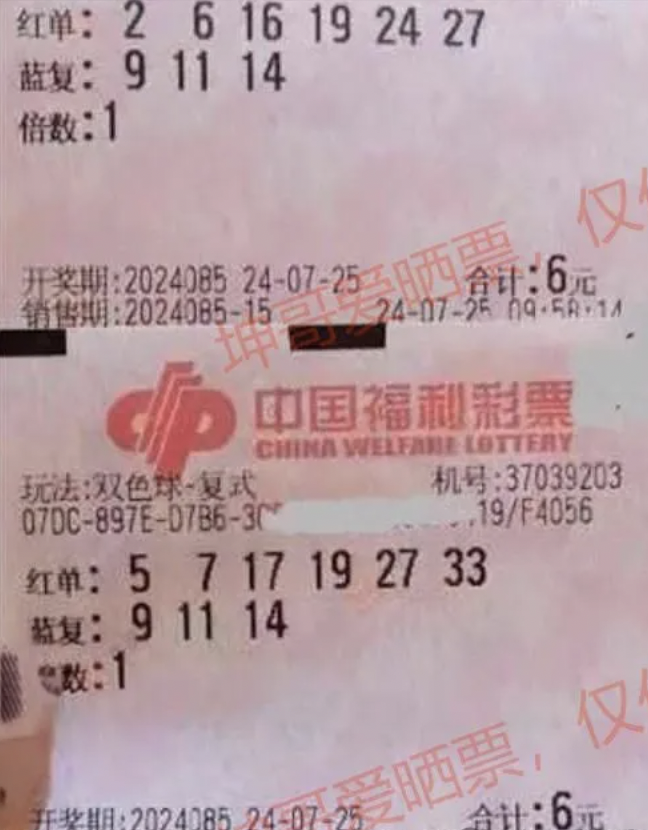 红单: 2 6 16 19 24 27
蓝复: 9 11 14
倍数:1
开奖期:2024085 24-07-25 合计:6元
销售期:2024085-15 24-07-25 09:58:14
坤哥爱晒票,仅
中国福利彩票
CHINA WELFARE LOTTERY
玩法:双色球-复式 机号:37039203
07DC-897E-D7B6-3C .19/F4056
红单: 5 7 17 19 27 33
蓝复: 9 11 14
数:1
哥爱晒票,仅
开奖期:2024085 24-07-25 合计:6元